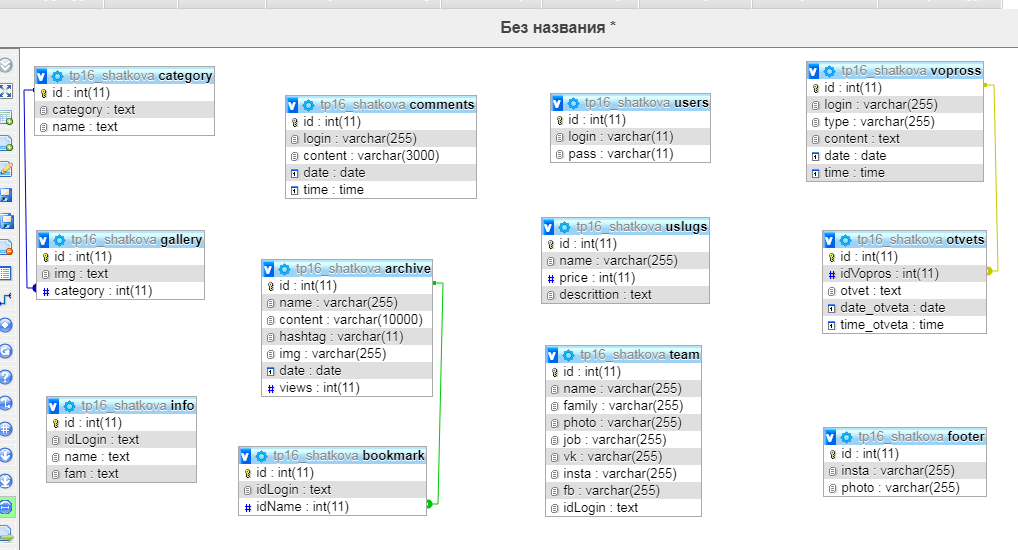 Без названия *
tp16_shatkova category
id : int(11)
category : text
name : text
tp16_shatkova comments
id : int(11)
login : varchar(255)
content : varchar(3000)
date : date
time : time
tp16_shatkova users
id : int(11)
login : varchar(11)
pass : varchar(11)
tp16_shatkova vopross
id : int(11)
login : varchar(255)
type : varchar(255)
content : text
date : date
time : time
tp16_shatkova gallery
id : int(11)
img : text
category : int(11)
tp16_shatkova archive
id : int(11)
name : varchar(255)
content : varchar(10000)
hashtag : varchar(11)
img : varchar(255)
date : date
views : int(11)
tp16_shatkova uslugs
id : int(11)
name : varchar(255)
price : int(11)
descrittion : text
tp16_shatkova otvets
id : int(11)
idVopros : int(11)
otvet : text
date_otveta : date
time_otveta : time
tp16_shatkova info
id : int(11)
idLogin : text
name : text
fam : text
tp16_shatkova bookmark
id : int(11)
idLogin : text
idName : int(11)
tp16_shatkova team
id : int(11)
name : varchar(255)
family : varchar(255)
photo : varchar(255)
job : varchar(255)
vk : varchar(255)
insta : varchar(255)
fb : varchar(255)
idLogin : text
tp16_shatkova footer
id : int(11)
insta : varchar(255)
photo : varchar(255)